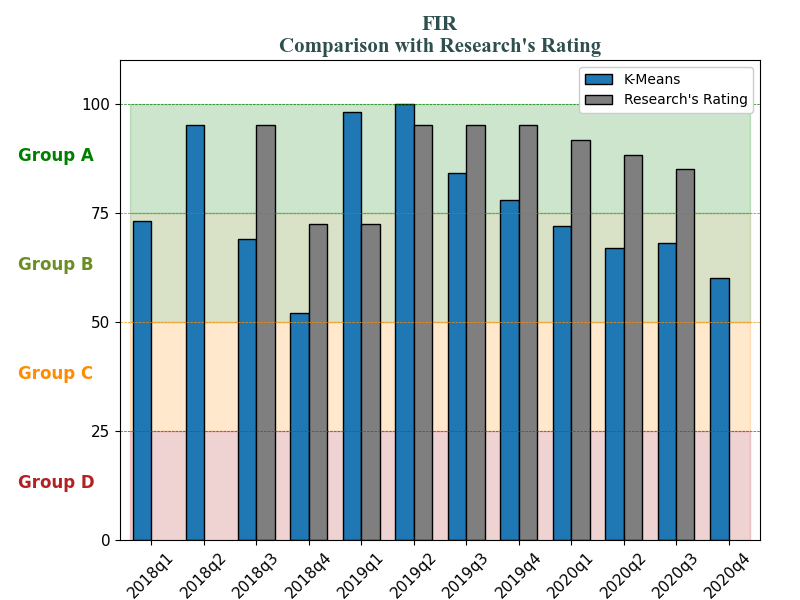 FIR
Comparison with Research's Rating
K-Means
Research's Rating
100
Group A
75
Group B
50
Group C
25
Group D
0
2018q1
2018q2
2018q3
2018q4
2019q1
2019q2
2019q3
2019q4
2020q1
2020q2
2020q3
2020q4